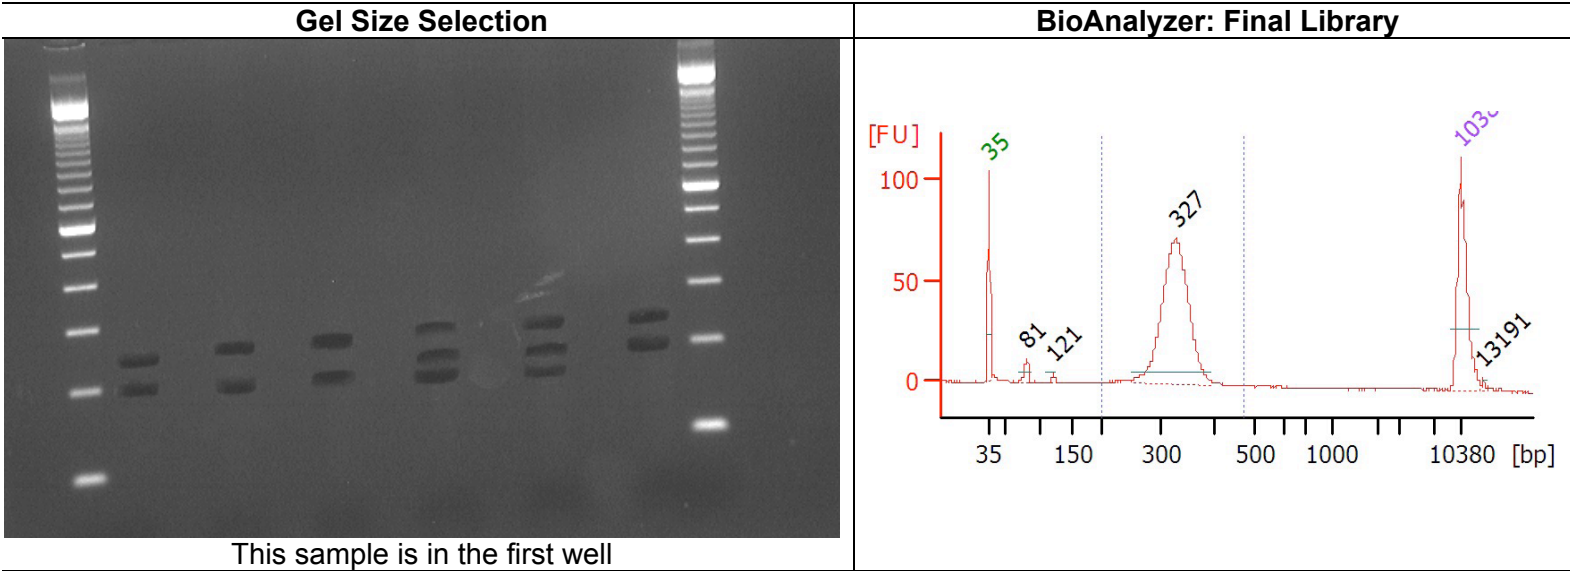 Gel Size Selection
BioAnalyzer: Final Library
This sample is in the first well
[FU]
100
50
0
35
81
121
327
13191
35 150 300 500 1000 10380 [bp]